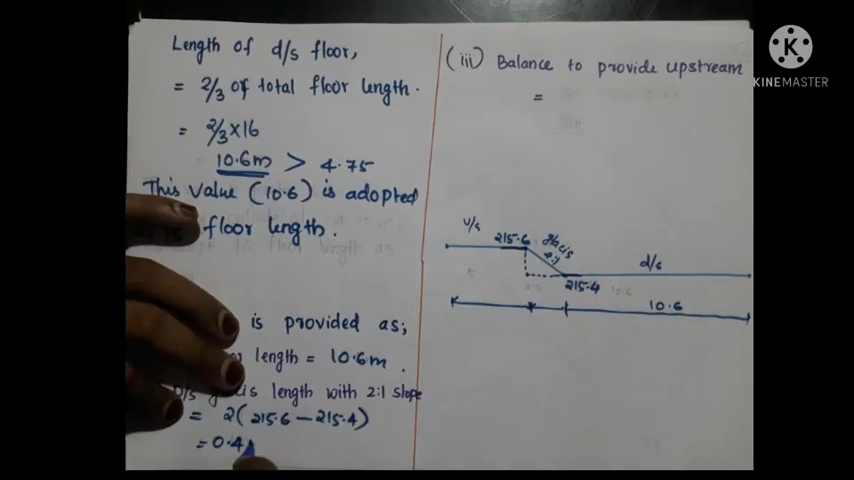 Length of d/s floor,
= 2/3 of total floor length.
= 2/3 x 16
10.6m > 4.75
This value (10.6) is adopted
floor length.
is provided as;
length = 10.6m.
length with 2:1 slope
= 2(215.6 - 215.4)
= 0.4
(iii) Balance to provide upstream
=
u/s
215.6
glacis
2:1
d/s
215.4
10.6
K
KINEMASTER